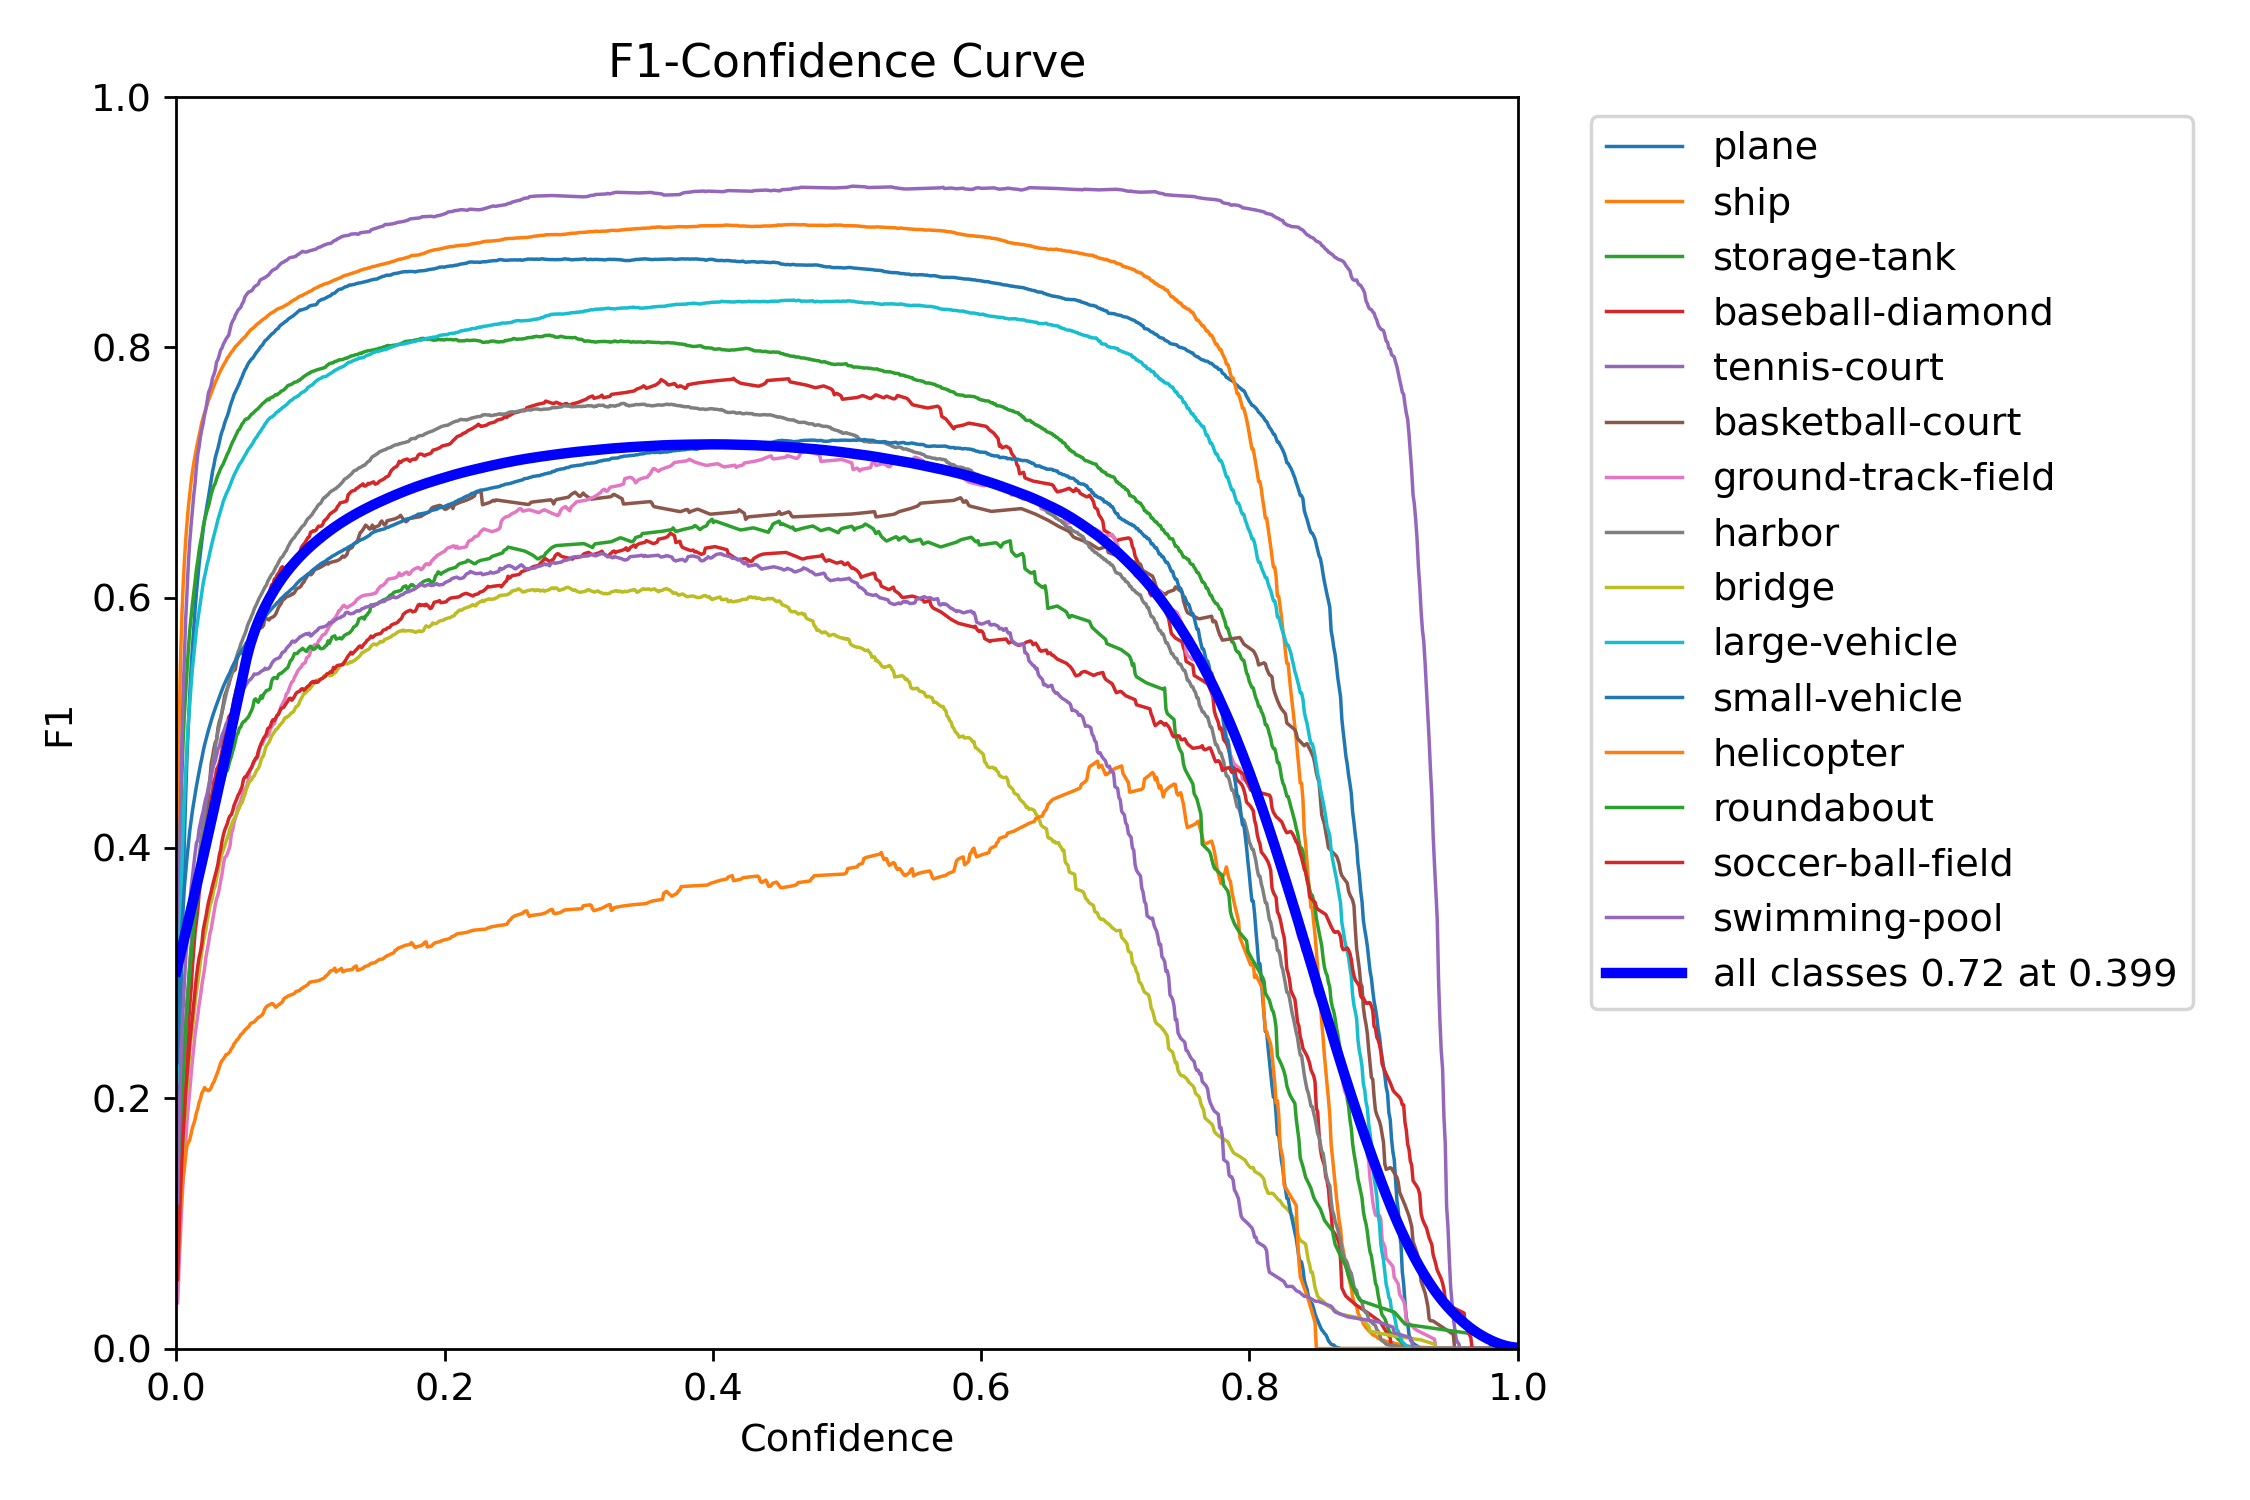 F1-Confidence Curve
1.0
0.8
0.6
0.4
0.2
0.0
F1
0.0 0.2 0.4 0.6 0.8 1.0
Confidence
plane
ship
storage-tank
baseball-diamond
tennis-court
basketball-court
ground-track-field
harbor
bridge
large-vehicle
small-vehicle
helicopter
roundabout
soccer-ball-field
swimming-pool
all classes 0.72 at 0.399